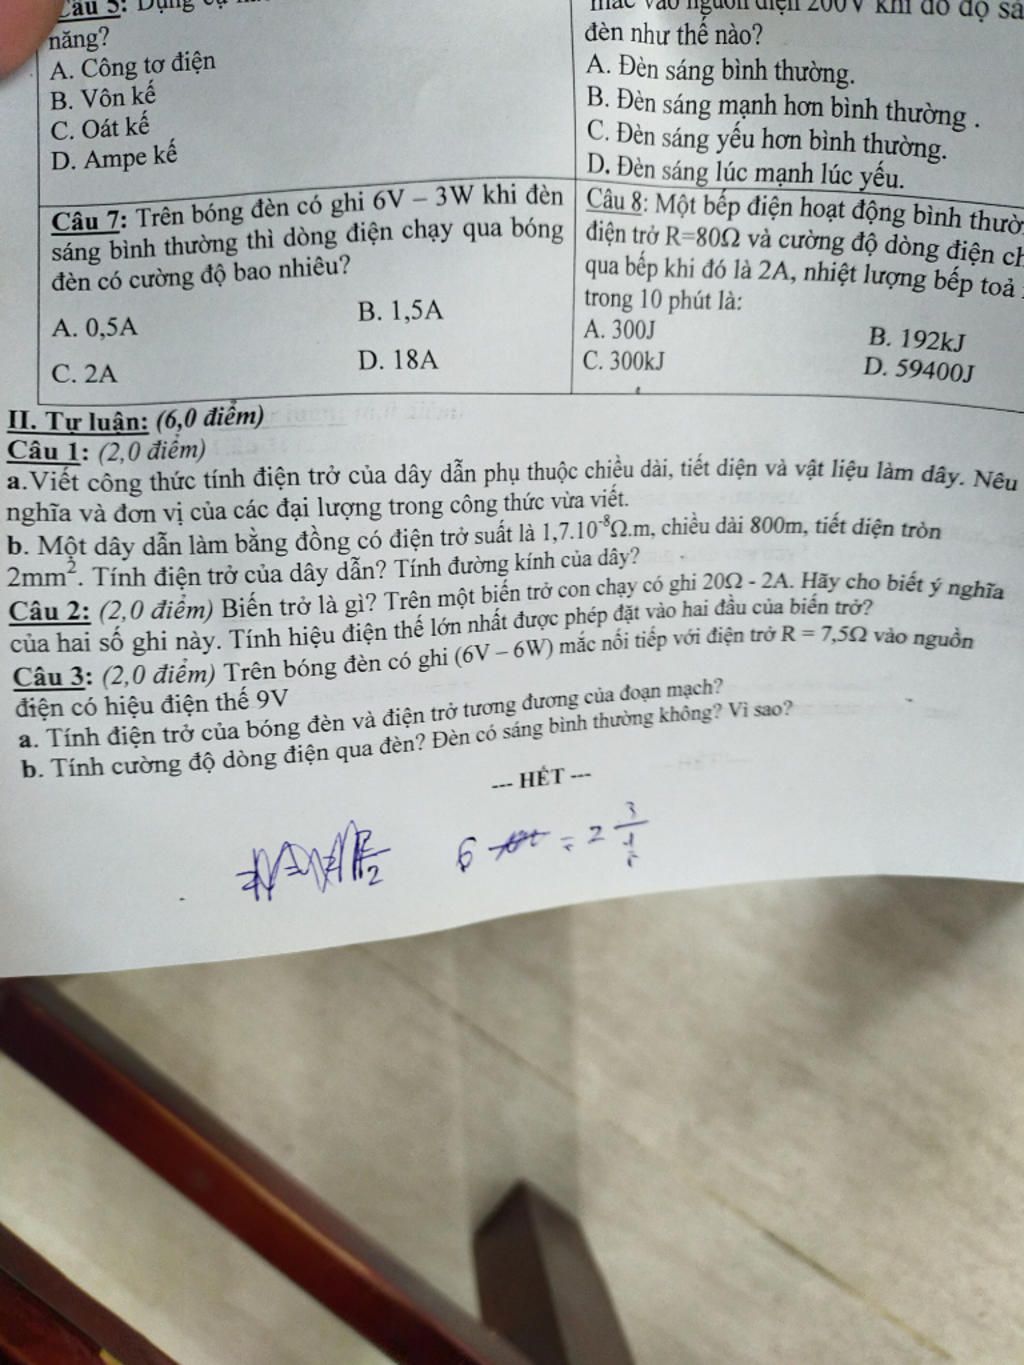 Câu 5: Dụng
năng?
A. Công tơ điện
B. Vôn kế
C. Oát kế
D. Ampe kế
mắc vào nguồn điện 200V khi đó độ sá
đèn như thế nào?
A. Đèn sáng bình thường.
B. Đèn sáng mạnh hơn bình thường .
C. Đèn sáng yếu hơn bình thường.
D. Đèn sáng lúc mạnh lúc yếu.
Câu 7: Trên bóng đèn có ghi 6V – 3W khi đèn
sáng bình thường thì dòng điện chạy qua bóng
đèn có cường độ bao nhiêu?
A. 0,5A B. 1,5A
C. 2A D. 18A
Câu 8: Một bếp điện hoạt động bình thườ
điện trở R=80Ω và cường độ dòng điện ch
qua bếp khi đó là 2A, nhiệt lượng bếp toả
trong 10 phút là:
A. 300J B. 192kJ
C. 300kJ D. 59400J
II. Tự luận: (6,0 điểm)
Câu 1: (2,0 điểm)
a.Viết công thức tính điện trở của dây dẫn phụ thuộc chiều dài, tiết diện và vật liệu làm dây. Nêu
nghĩa và đơn vị của các đại lượng trong công thức vừa viết.
b. Một dây dẫn làm bằng đồng có điện trở suất là 1,7.10⁻⁸Ω.m, chiều dài 800m, tiết diện tròn
2mm². Tính điện trở của dây dẫn? Tính đường kính của dây?
Câu 2: (2,0 điểm) Biến trở là gì? Trên một biến trở con chạy có ghi 20Ω - 2A. Hãy cho biết ý nghĩa
của hai số ghi này. Tính hiệu điện thế lớn nhất được phép đặt vào hai đầu của biến trở?
Câu 3: (2,0 điểm) Trên bóng đèn có ghi (6V – 6W) mắc nối tiếp với điện trở R = 7,5Ω vào nguồn
điện có hiệu điện thế 9V
a. Tính điện trở của bóng đèn và điện trở tương đương của đoạn mạch?
b. Tính cường độ dòng điện qua đèn? Đèn có sáng bình thường không? Vì sao?
--- HẾT ---